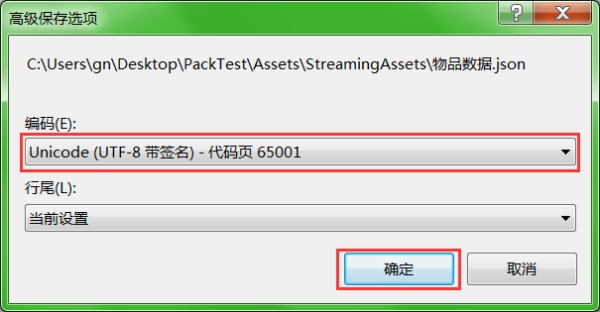 高级保存选项
C:\Users\gn\Desktop\PackTest\Assets\StreamingAssets\物品数据.json
编码(E):
Unicode (UTF-8 带签名) - 代码页 65001
行尾(L):
当前设置
确定
取消